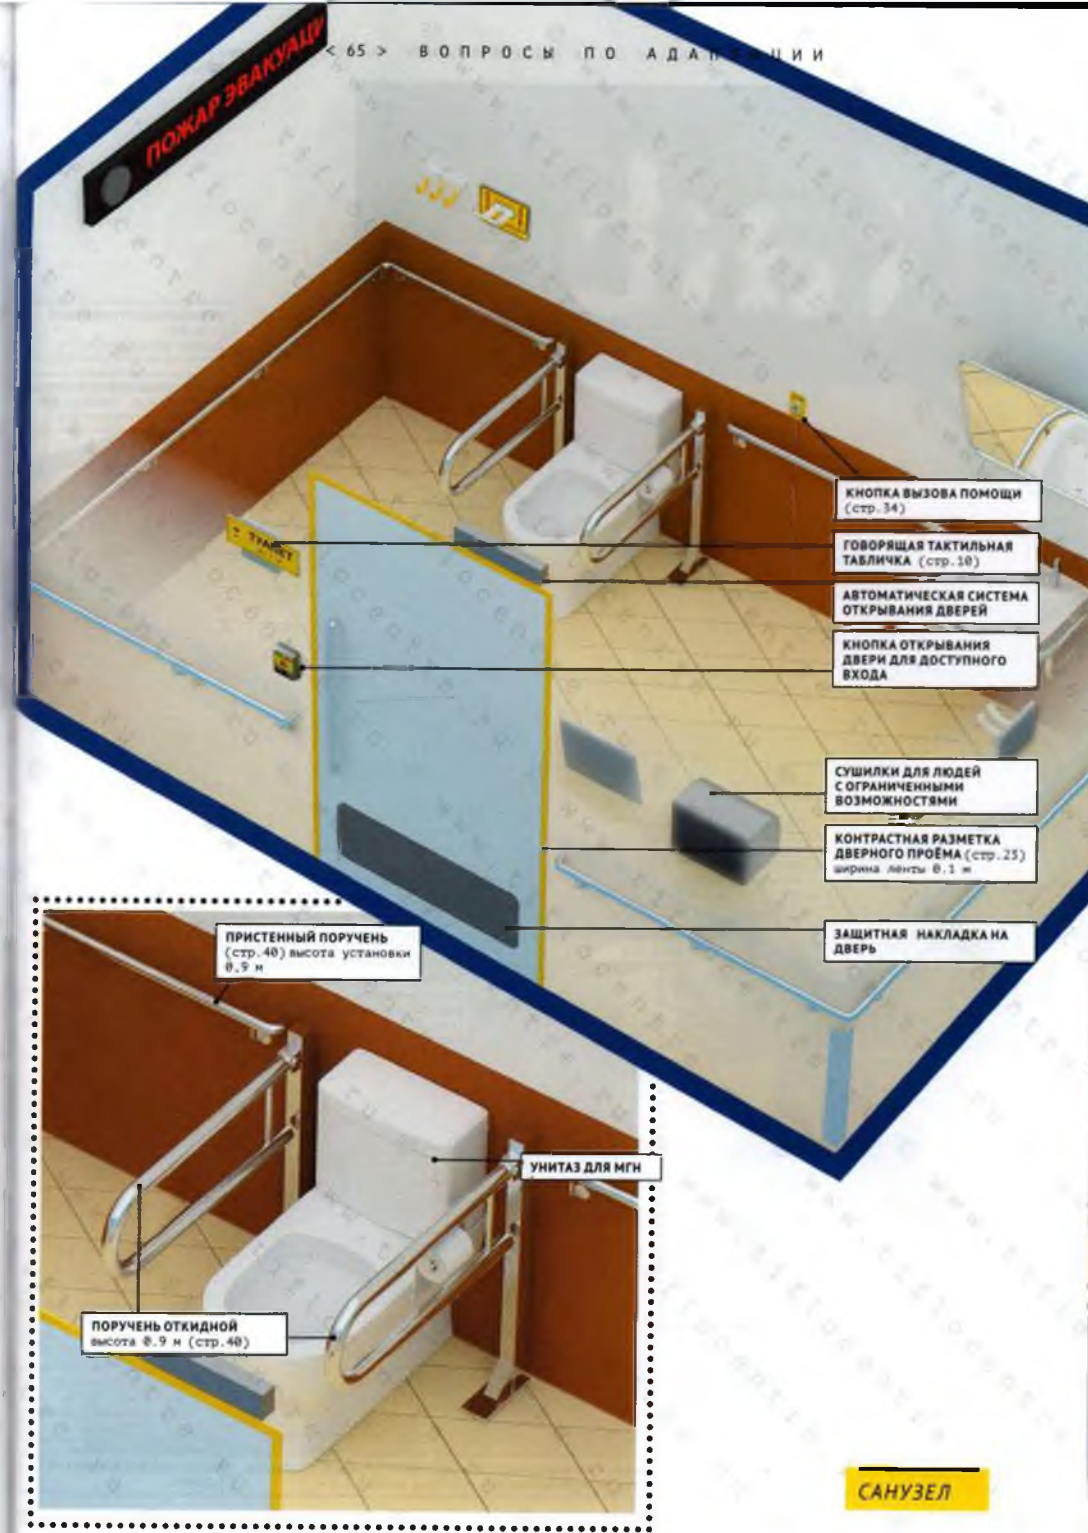 < 65 > ВОПРОСЫ ПО АДАПТАЦИИ
ПОЖАР ЭВАКУАЦИ
КНОПКА ВЫЗОВА ПОМОЩИ
(стр.34)
ТУАЛЕТ
ГОВОРЯЩАЯ ТАКТИЛЬНАЯ
ТАБЛИЧКА (стр.10)
АВТОМАТИЧЕСКАЯ СИСТЕМА
ОТКРЫВАНИЯ ДВЕРЕЙ
КНОПКА ОТКРЫВАНИЯ
ДВЕРИ ДЛЯ ДОСТУПНОГО
ВХОДА
СУШИЛКИ ДЛЯ ЛЮДЕЙ
С ОГРАНИЧЕННЫМИ
ВОЗМОЖНОСТЯМИ
КОНТРАСТНАЯ РАЗМЕТКА
ДВЕРНОГО ПРОЁМА (стр.23)
ширина ленты 0.1 м
ЗАЩИТНАЯ НАКЛАДКА НА
ДВЕРЬ
ПРИСТЕННЫЙ ПОРУЧЕНЬ
(стр.40) высота установки
0.9 м
УНИТАЗ ДЛЯ МГН
ПОРУЧЕНЬ ОТКИДНОЙ
высота 0.9 м (стр.40)
САНУЗЕЛ